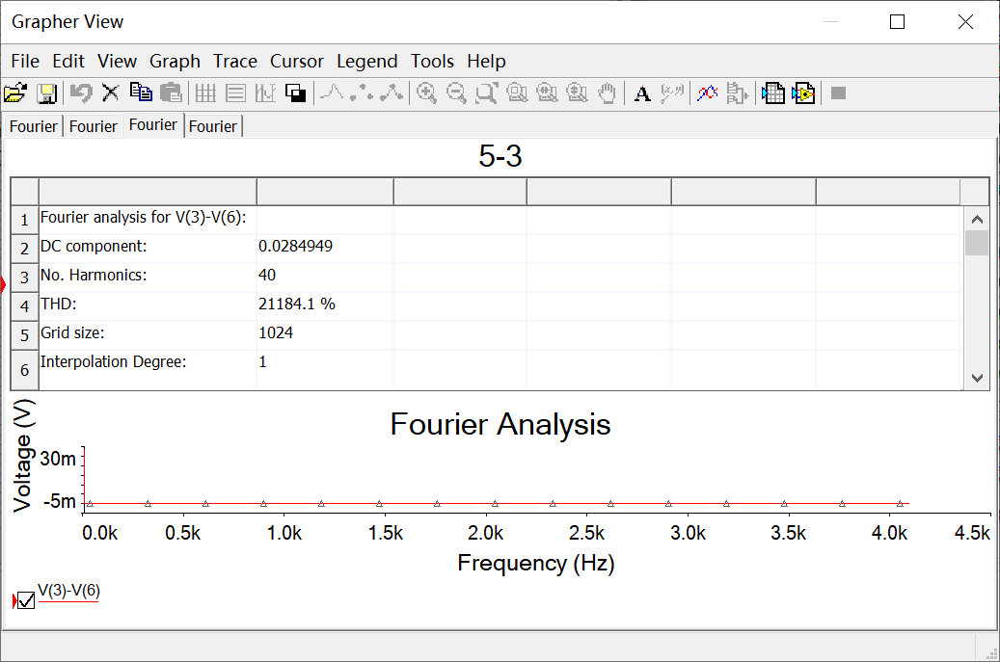 Grapher View
File Edit View Graph Trace Cursor Legend Tools Help
A
Fourier Fourier Fourier Fourier
5-3
1 Fourier analysis for V(3)-V(6):
2 DC component: 0.0284949
3 No. Harmonics: 40
4 THD: 21184.1 %
5 Grid size: 1024
6 Interpolation Degree: 1
Fourier Analysis
Voltage (V)
30m
-5m
0.0k 0.5k 1.0k 1.5k 2.0k 2.5k 3.0k 3.5k 4.0k 4.5k
Frequency (Hz)
V(3)-V(6)